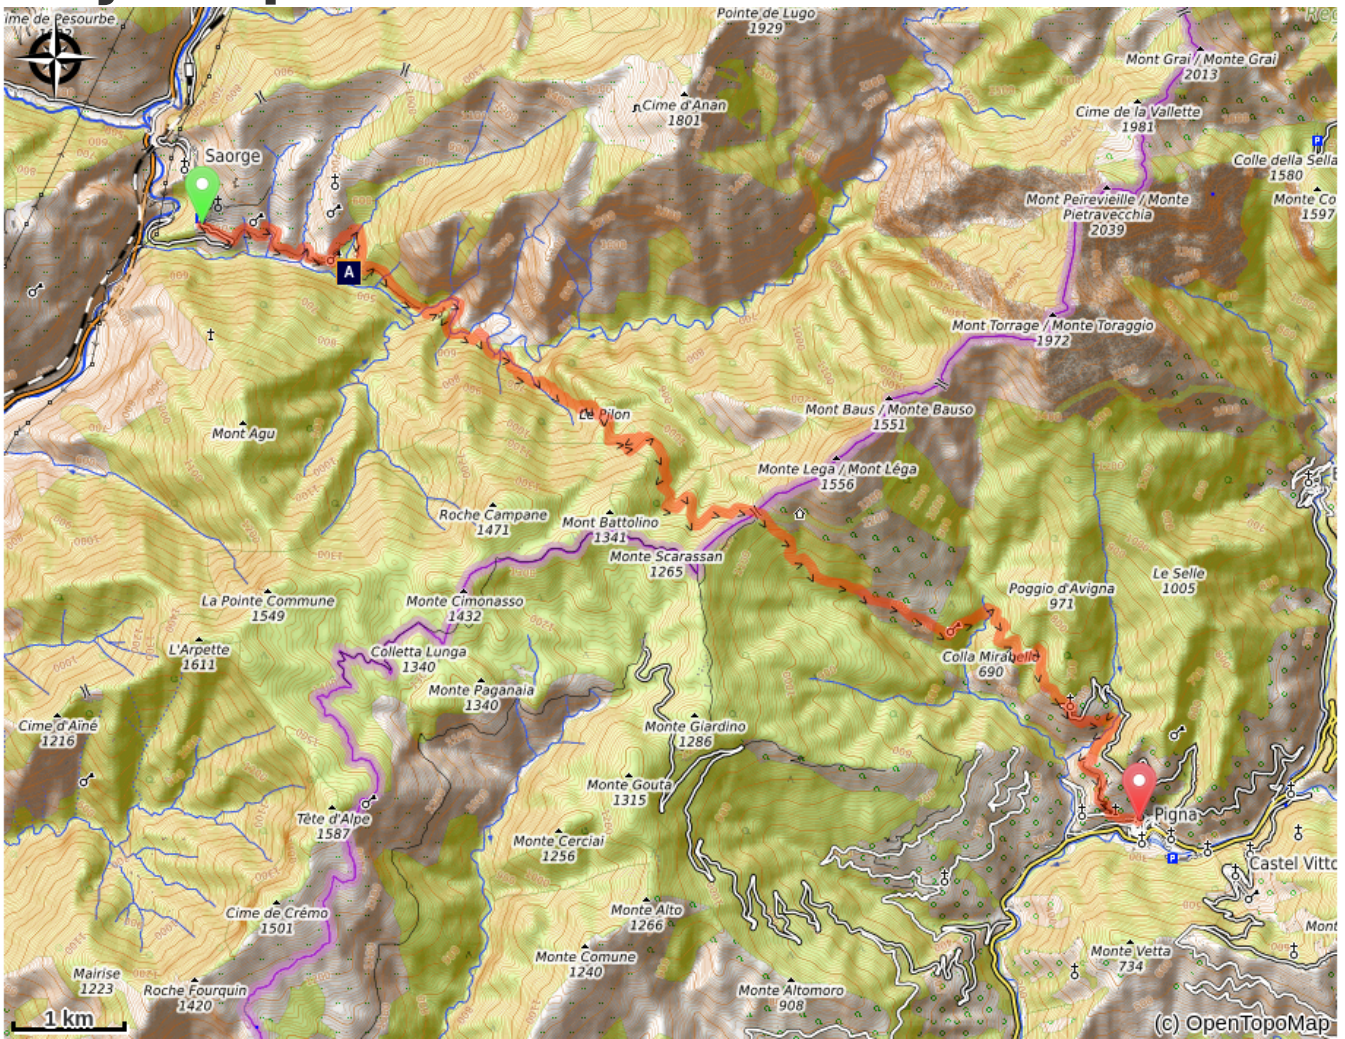 ime de Pesourbe
Pointe de Lugo
1929
Mont Graï / Monte Grai
2013
Cime d'Anan
1801
Cime de la Vallette
1981
Saorge
Colle della Sella
1580
Mont Peïrevieille / Monte
Pietravecchia
2039
Monte Co
1597
A
Mont Torrage / Monte Toraggio
1972
Le Pilon
Mont Baus / Monte Bauso
1551
Mont Agu
Monte Lega / Mont Léga
1556
Roche Campane
1471
Mont Battolino
1341
Monte Scarassan
1265
Le Selle
1005
Poggio d'Avigna
971
La Pointe Commune
1549
Monte Cimonasso
1432
L'Arpette
1611
Colletta Lunga
1340
Colla Mirabello
690
Monte Paganaia
1340
Cime d'Aïné
1216
Monte Giardino
1286
Monte Gouta
1315
Tête d'Alpe
1587
Pigna
Monte Cerciai
1256
Castel Vitto
Cime de Crémo
1501
Monte Alto
1266
Mont
Monte Vetta
734
Monte Comune
1240
Mairise
1223
Roche Fourquin
1420
Monte Altomoro
908
1 km
(c) OpenTopoMap